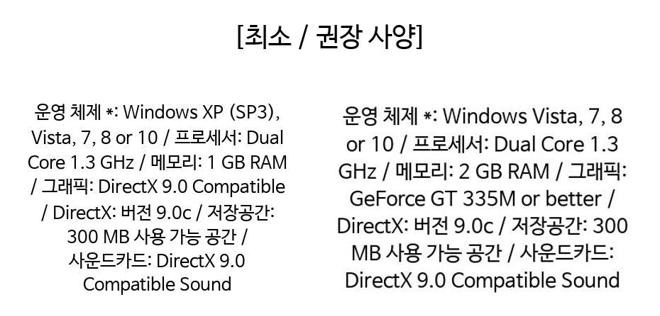 [최소 / 권장 사양]
운영 체제 *: Windows XP (SP3),
Vista, 7, 8 or 10 / 프로세서: Dual
Core 1.3 GHz / 메모리: 1 GB RAM
/ 그래픽: DirectX 9.0 Compatible
/ DirectX: 버전 9.0c / 저장공간:
300 MB 사용 가능 공간 /
사운드카드: DirectX 9.0
Compatible Sound
운영 체제 *: Windows Vista, 7, 8
or 10 / 프로세서: Dual Core 1.3
GHz / 메모리: 2 GB RAM / 그래픽:
GeForce GT 335M or better /
DirectX: 버전 9.0c / 저장공간: 300
MB 사용 가능 공간 / 사운드카드:
DirectX 9.0 Compatible Sound